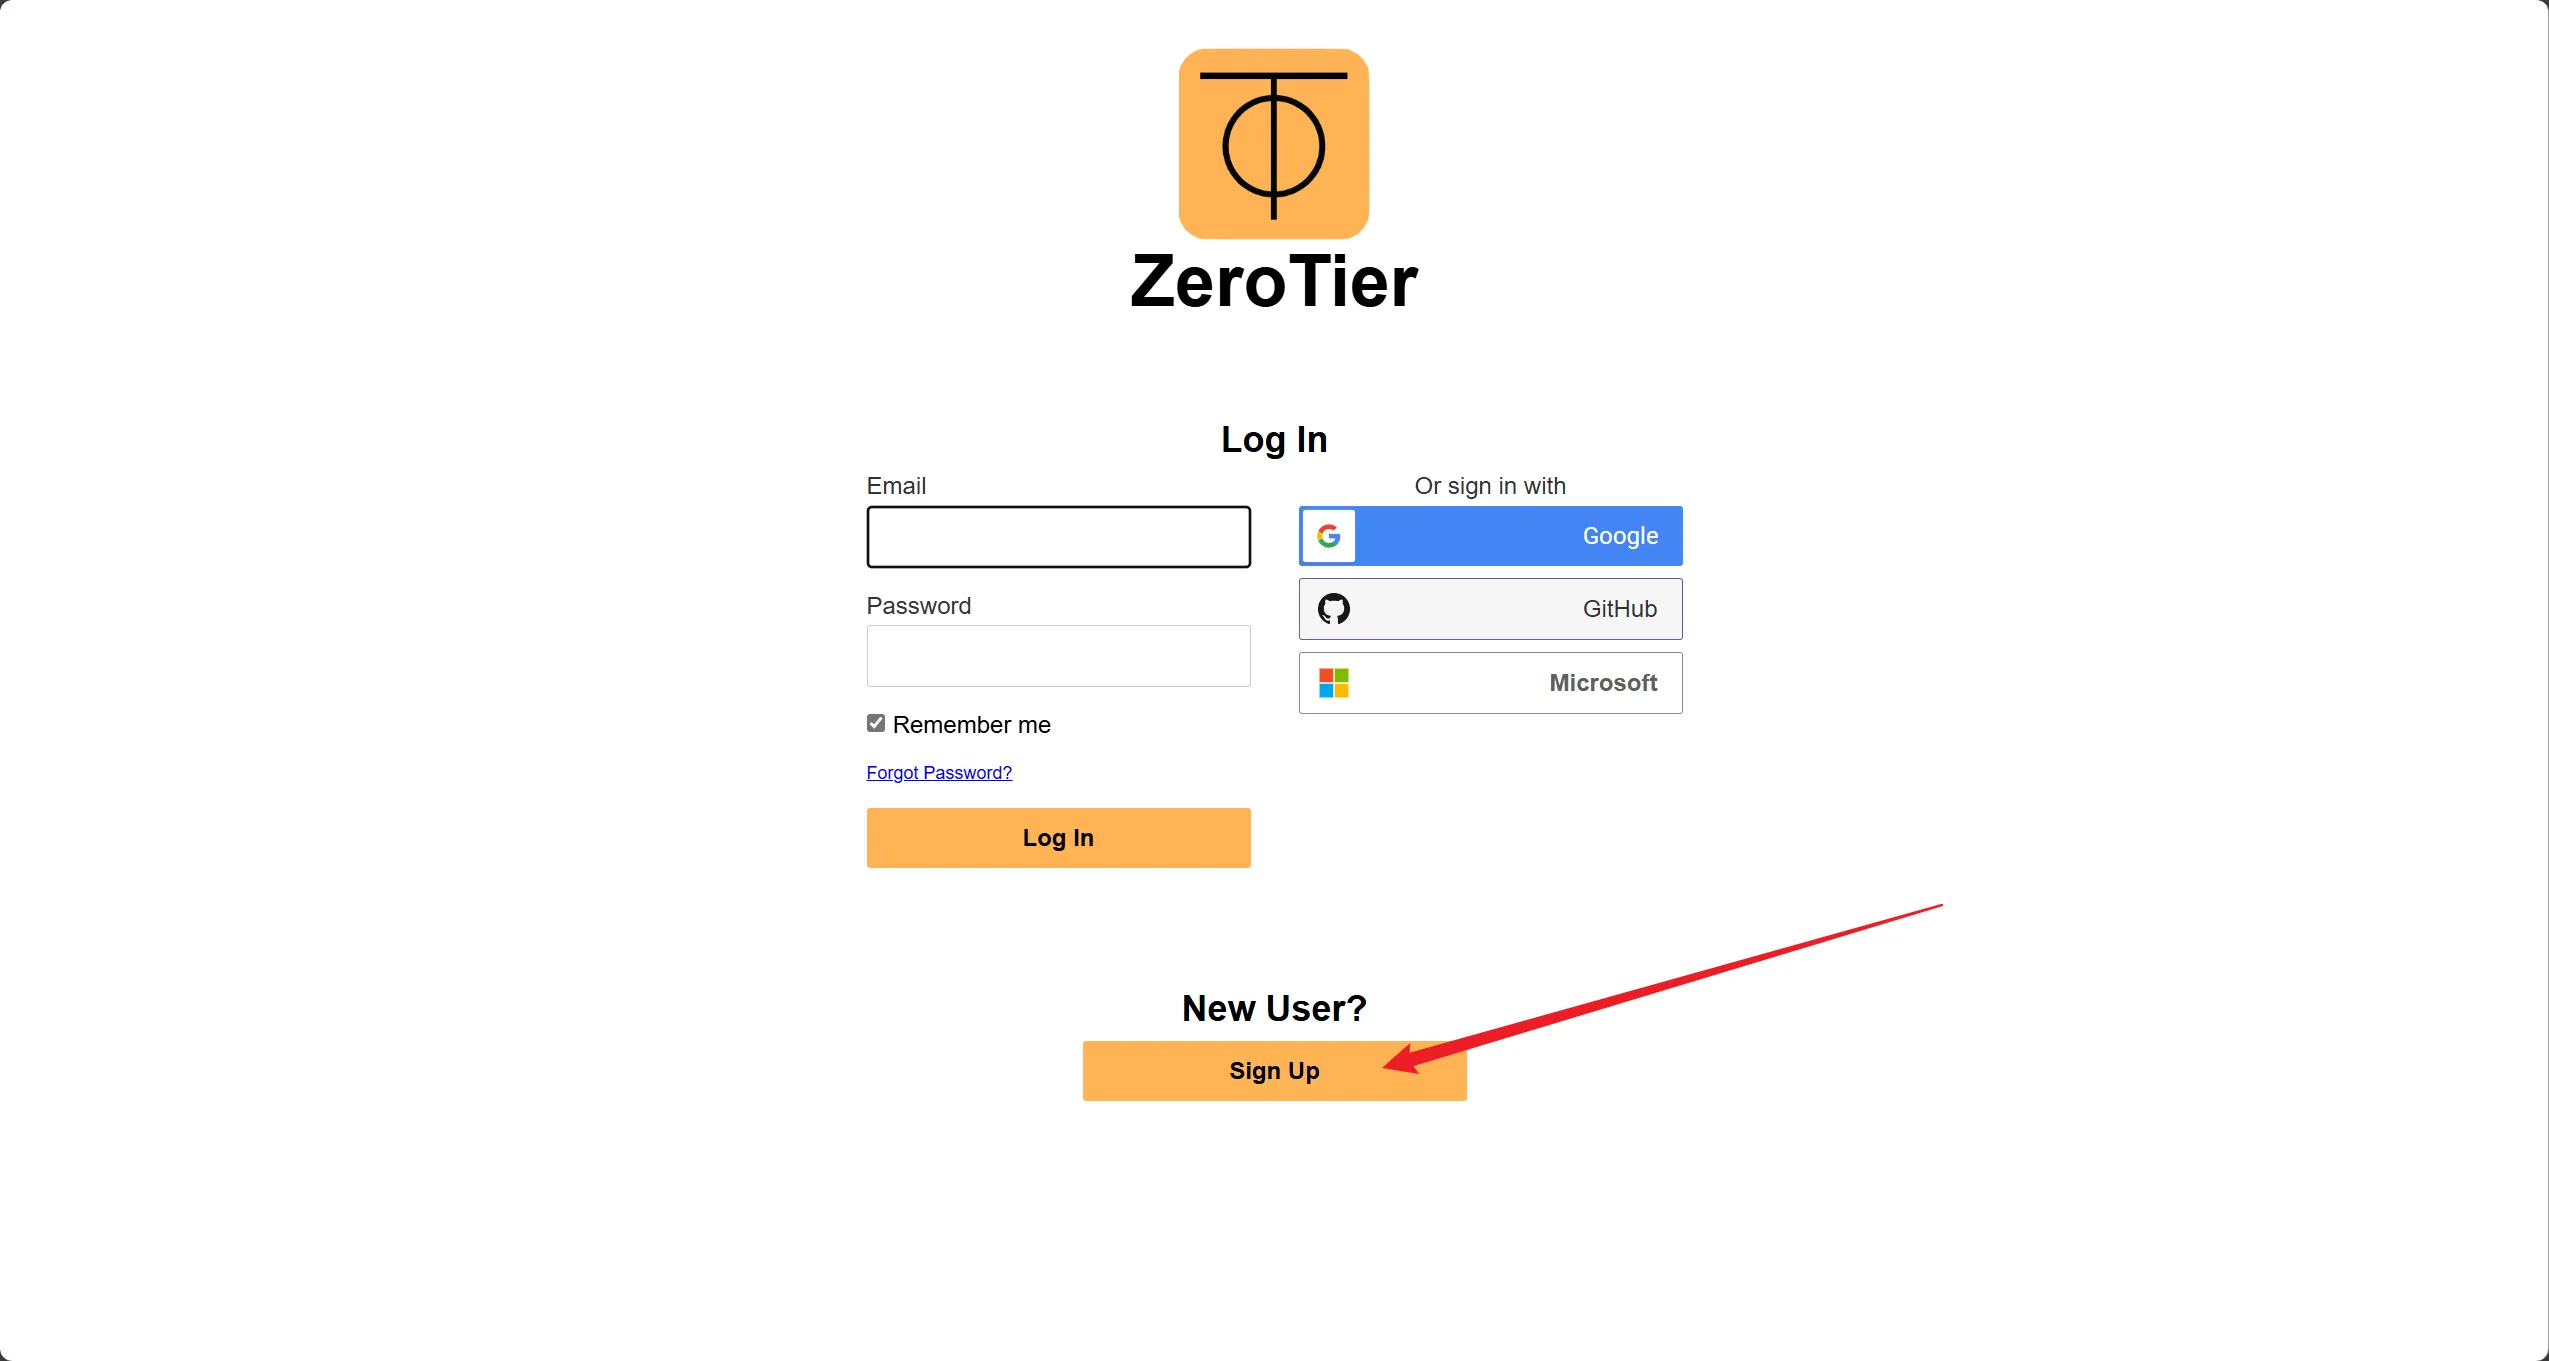 ZeroTier
Log In
Email
Password
Remember me
Forgot Password?
Log In
Or sign in with
Google
GitHub
Microsoft
New User?
Sign Up